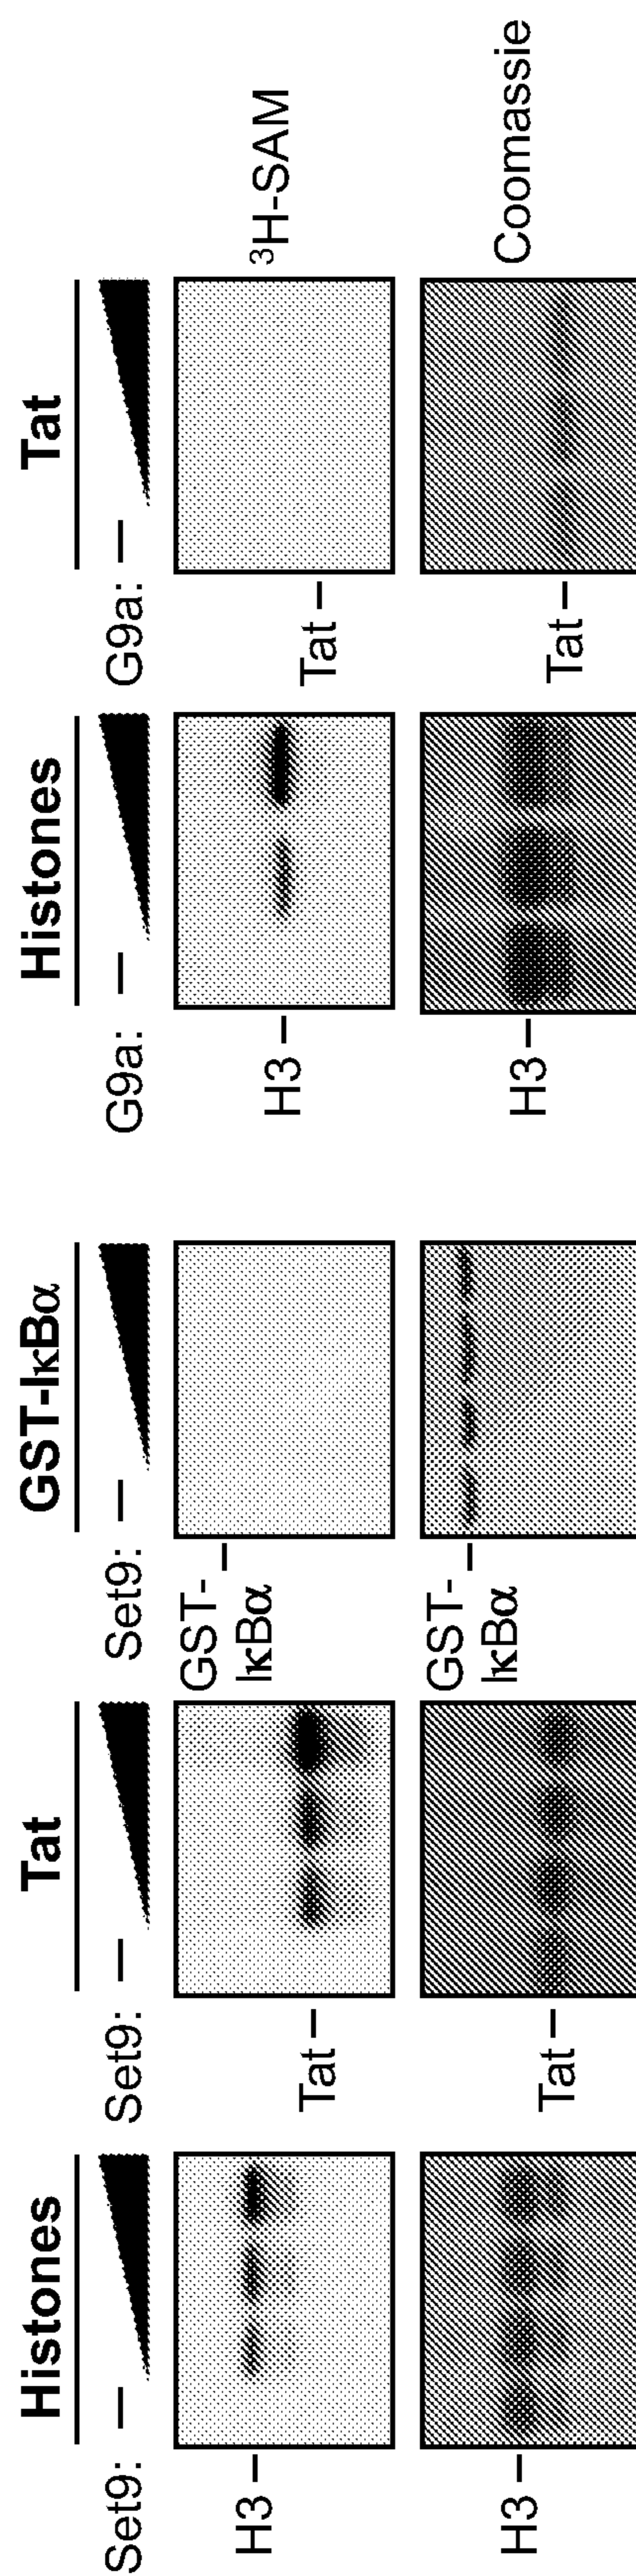 Histones
Set9: –
H3 –
H3 –
Tat
Set9: –
Tat –
Tat –
GST-IκBα
Set9: –
GST-
IκBα –
GST-
IκBα –
Histones
G9a: –
H3 –
H3 –
Tat
G9a: –
Tat –
Tat –
³H-SAM
Coomassie